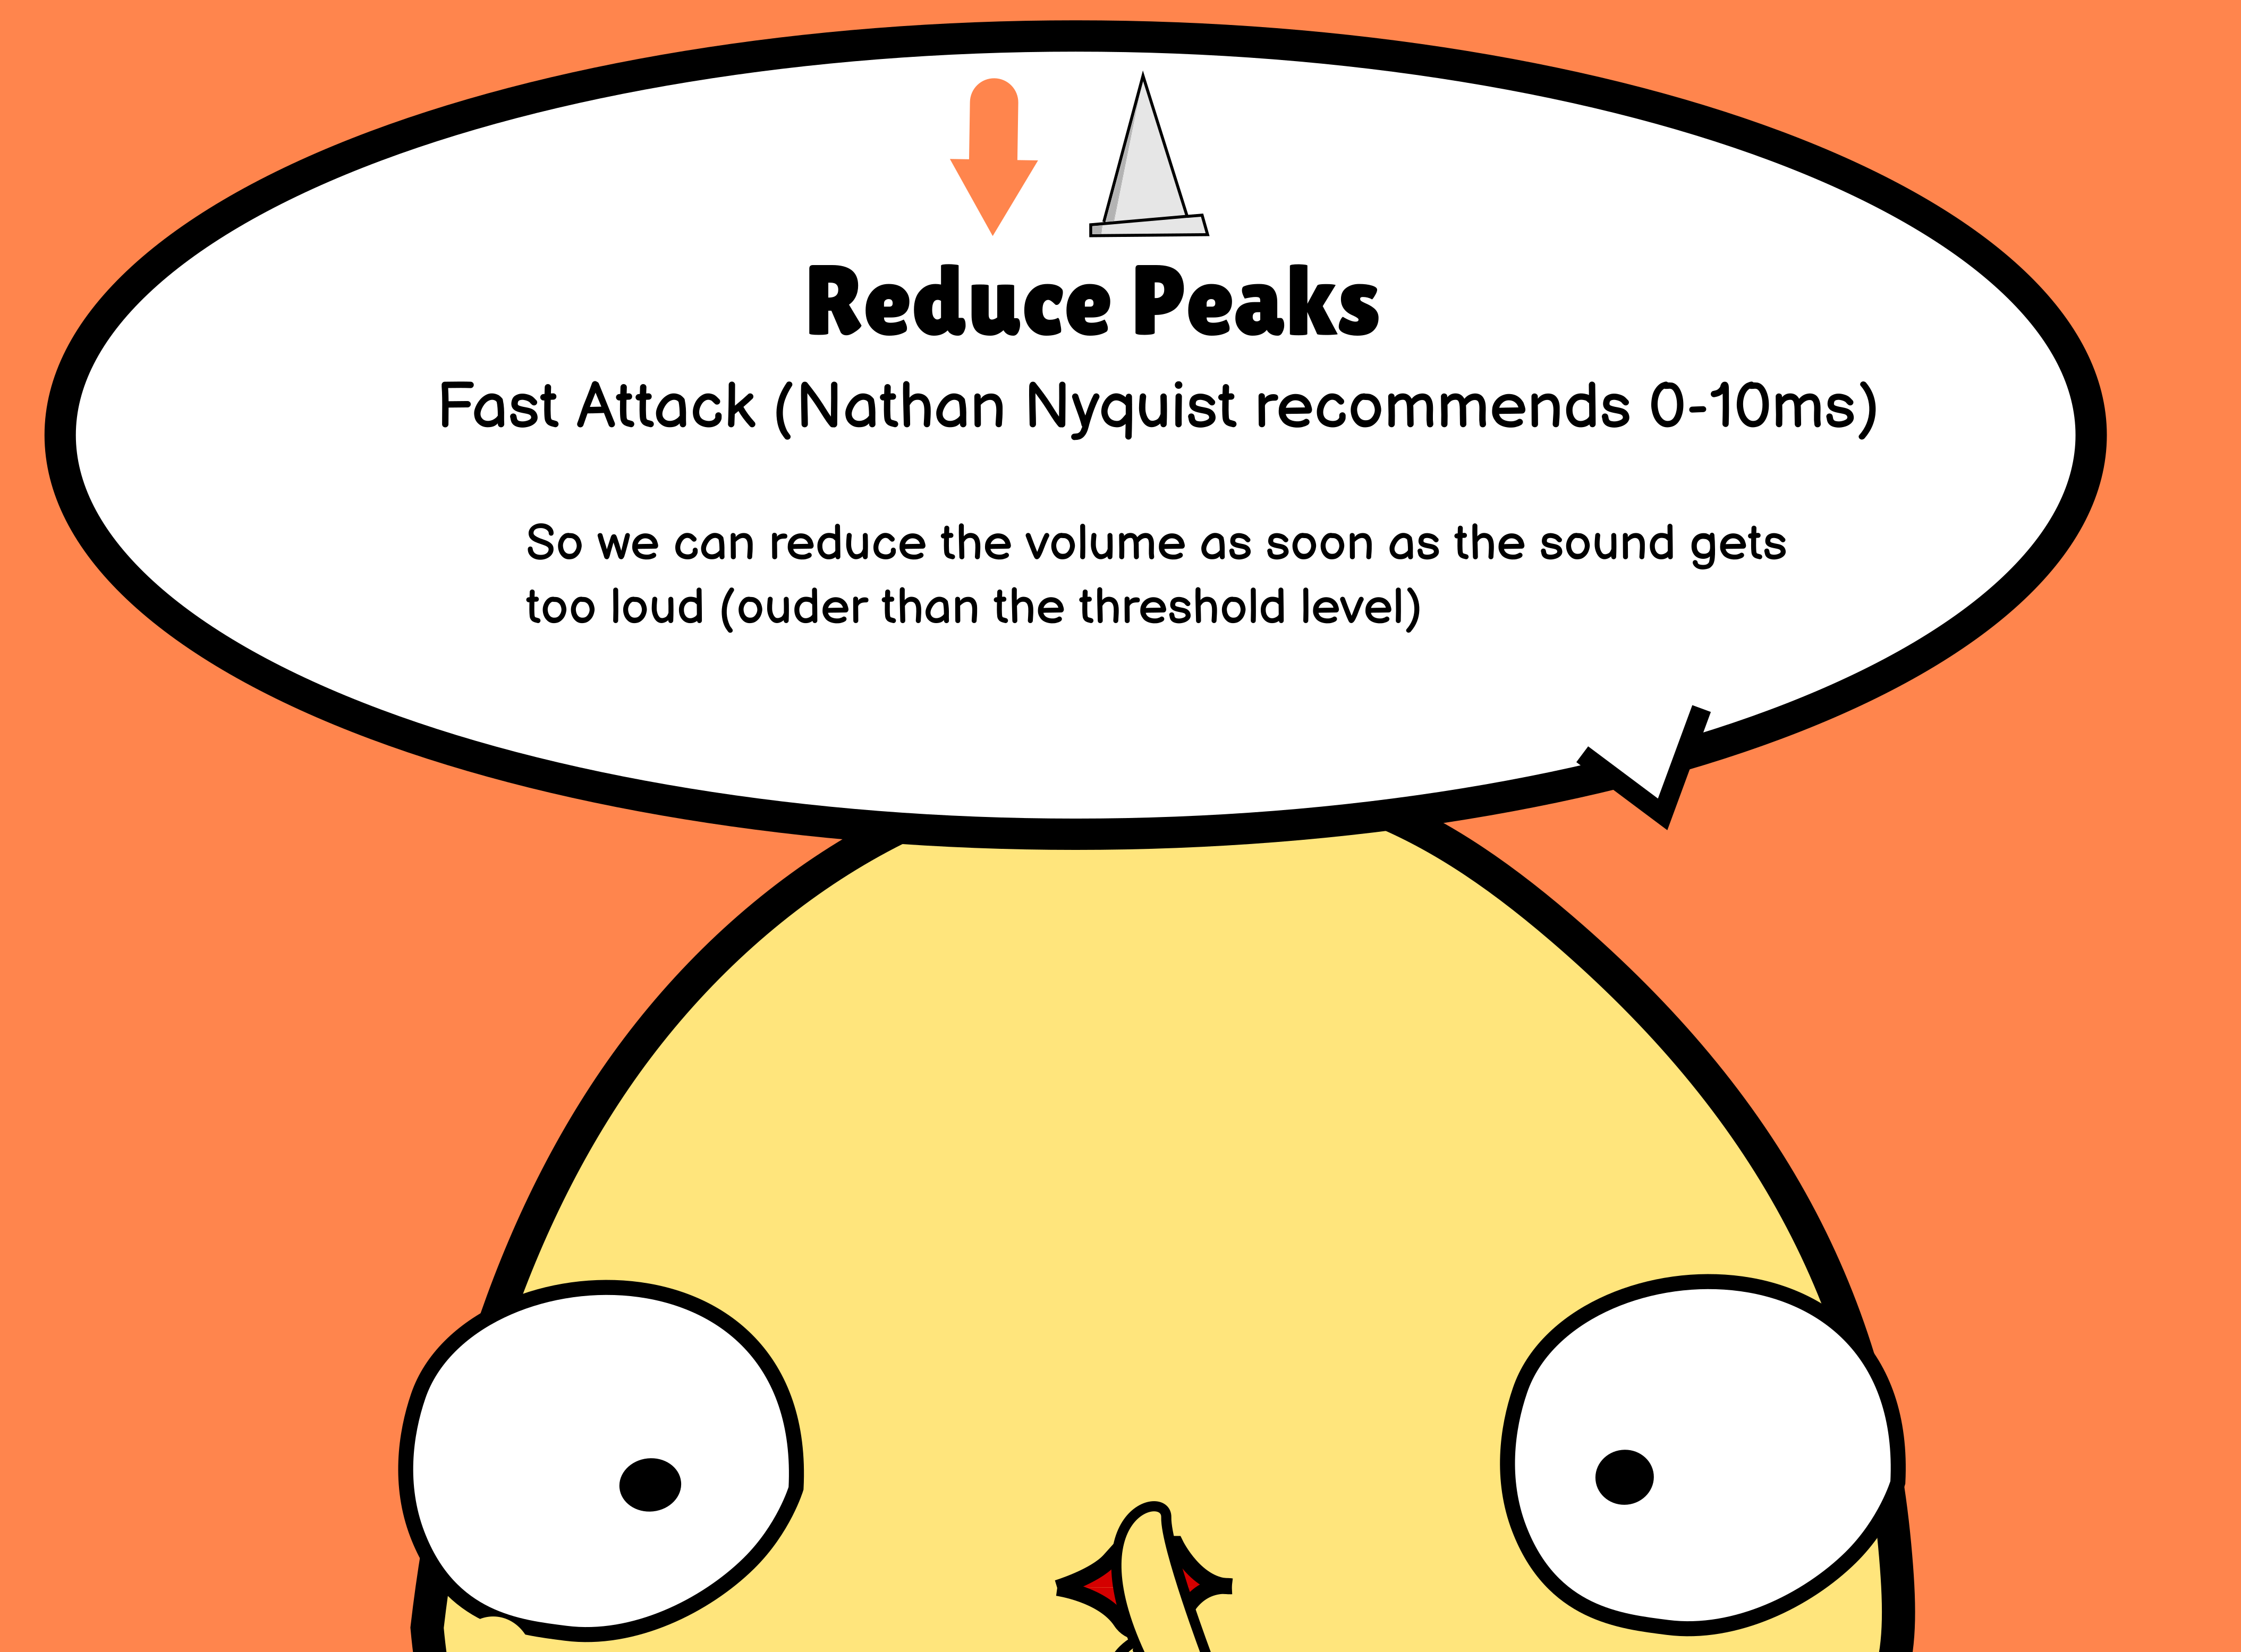 Reduce Peaks
Fast Attack (Nathan Nyquist recommends 0-10ms)
So we can reduce the volume as soon as the sound gets
too loud (ouder than the threshold level)